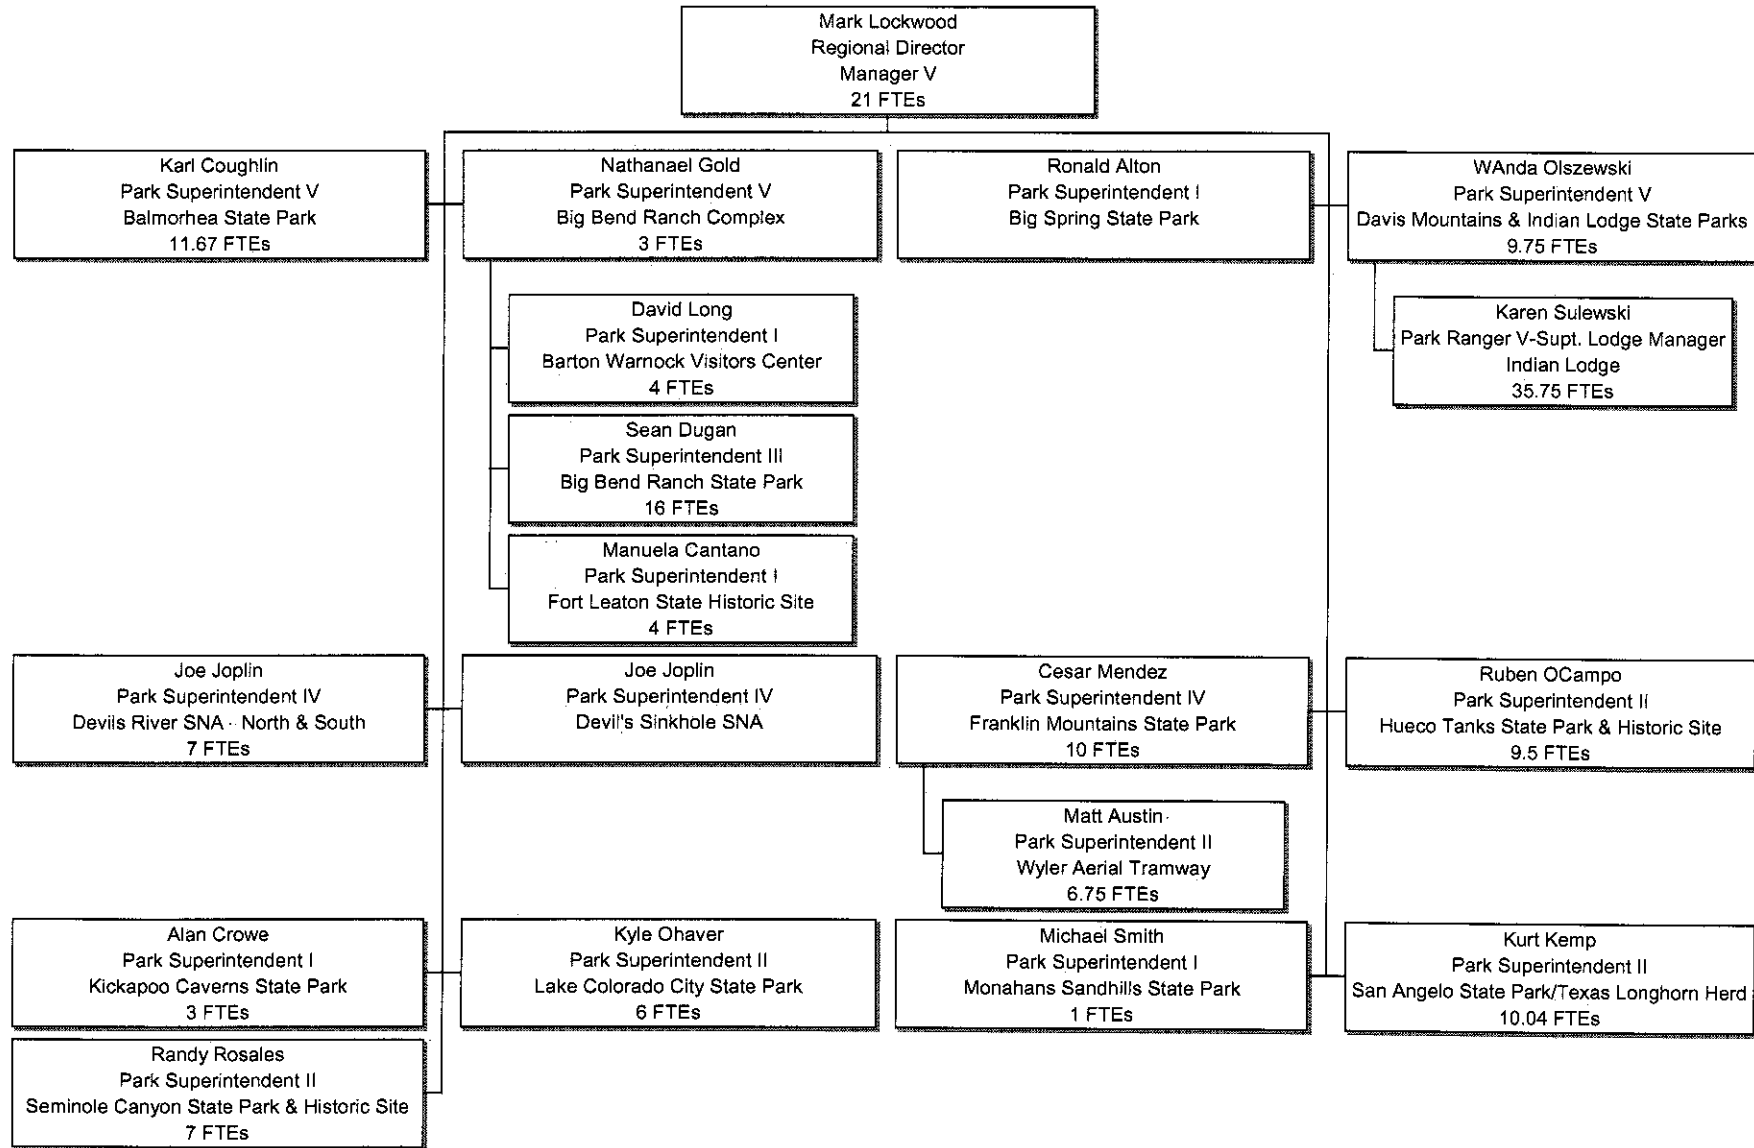 Mark Lockwood
Regional Director
Manager V
21 FTEs
Karl Coughlin
Park Superintendent V
Balmorhea State Park
11.67 FTEs
Nathanael Gold
Park Superintendent V
Big Bend Ranch Complex
3 FTEs
Ronald Alton
Park Superintendent I
Big Spring State Park
WAnda Olszewski
Park Superintendent V
Davis Mountains & Indian Lodge State Parks
9.75 FTEs
David Long
Park Superintendent I
Barton Warnock Visitors Center
4 FTEs
Karen Sulewski
Park Ranger V-Supt. Lodge Manager
Indian Lodge
35.75 FTEs
Sean Dugan
Park Superintendent III
Big Bend Ranch State Park
16 FTEs
Manuela Cantano
Park Superintendent I
Fort Leaton State Historic Site
4 FTEs
Joe Joplin
Park Superintendent IV
Devils River SNA - North & South
7 FTEs
Joe Joplin
Park Superintendent IV
Devil's Sinkhole SNA
Cesar Mendez
Park Superintendent IV
Franklin Mountains State Park
10 FTEs
Ruben OCampo
Park Superintendent II
Hueco Tanks State Park & Historic Site
9.5 FTEs
Matt Austin
Park Superintendent II
Wyler Aerial Tramway
6.75 FTEs
Alan Crowe
Park Superintendent I
Kickapoo Caverns State Park
3 FTEs
Kyle Ohaver
Park Superintendent II
Lake Colorado City State Park
6 FTEs
Michael Smith
Park Superintendent I
Monahans Sandhills State Park
1 FTEs
Kurt Kemp
Park Superintendent II
San Angelo State Park/Texas Longhorn Herd
10.04 FTEs
Randy Rosales
Park Superintendent II
Seminole Canyon State Park & Historic Site
7 FTEs